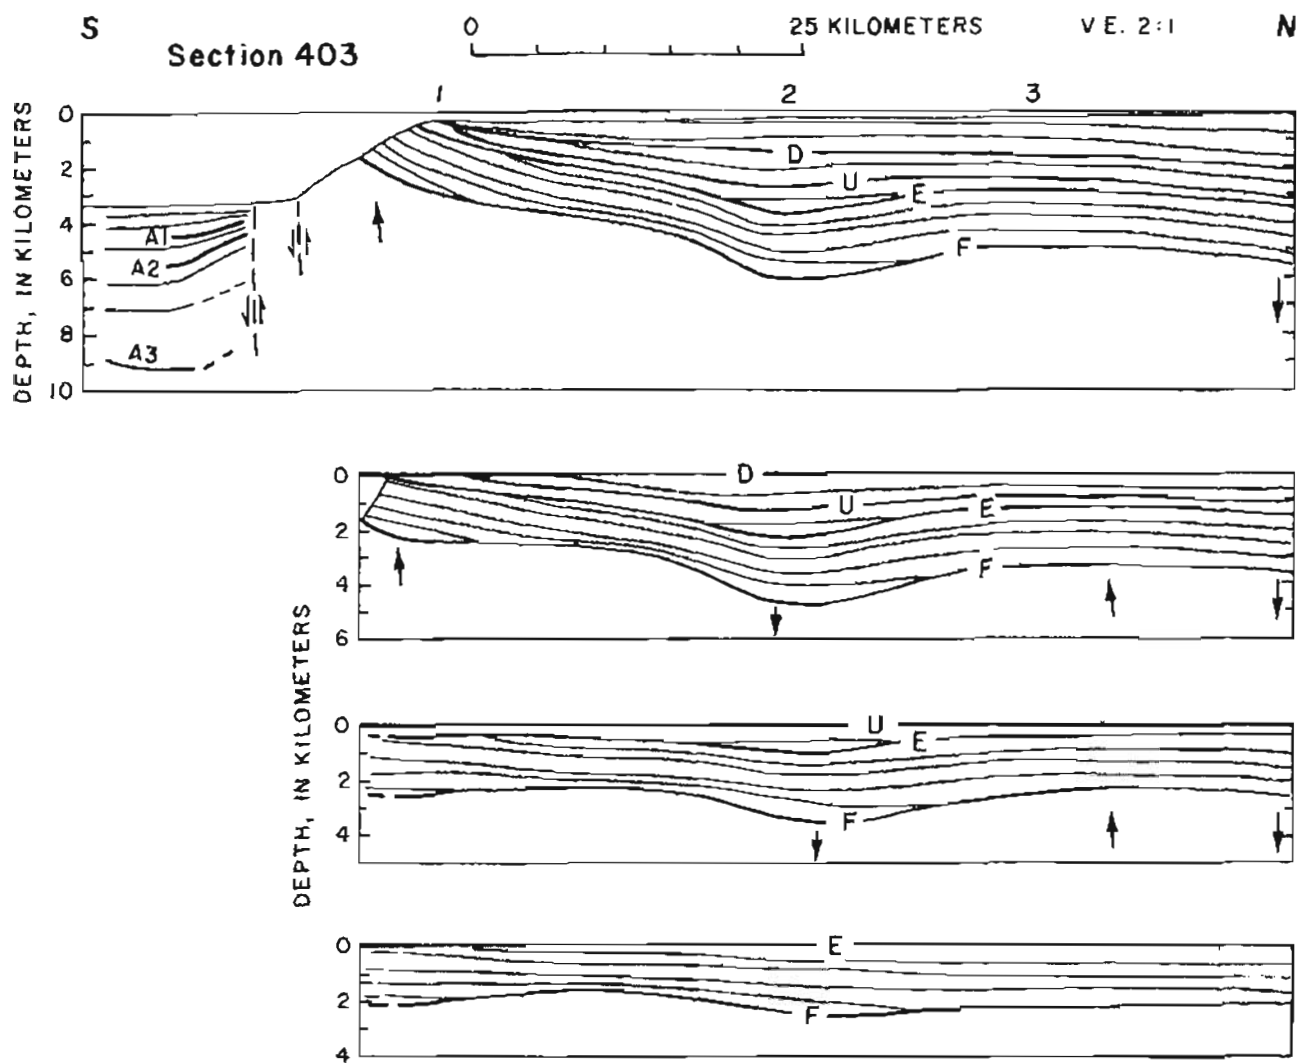 S 0 25 KILOMETERS V E. 2:1 N
Section 403
1 2 3
DEPTH, IN KILOMETERS
0
2
4
6
8
10
D
U
E
A1
A2
F
A3
0
2
4
6
D
U
E
F
DEPTH, IN KILOMETERS
0
2
4
U
E
F
0
2
4
E
F